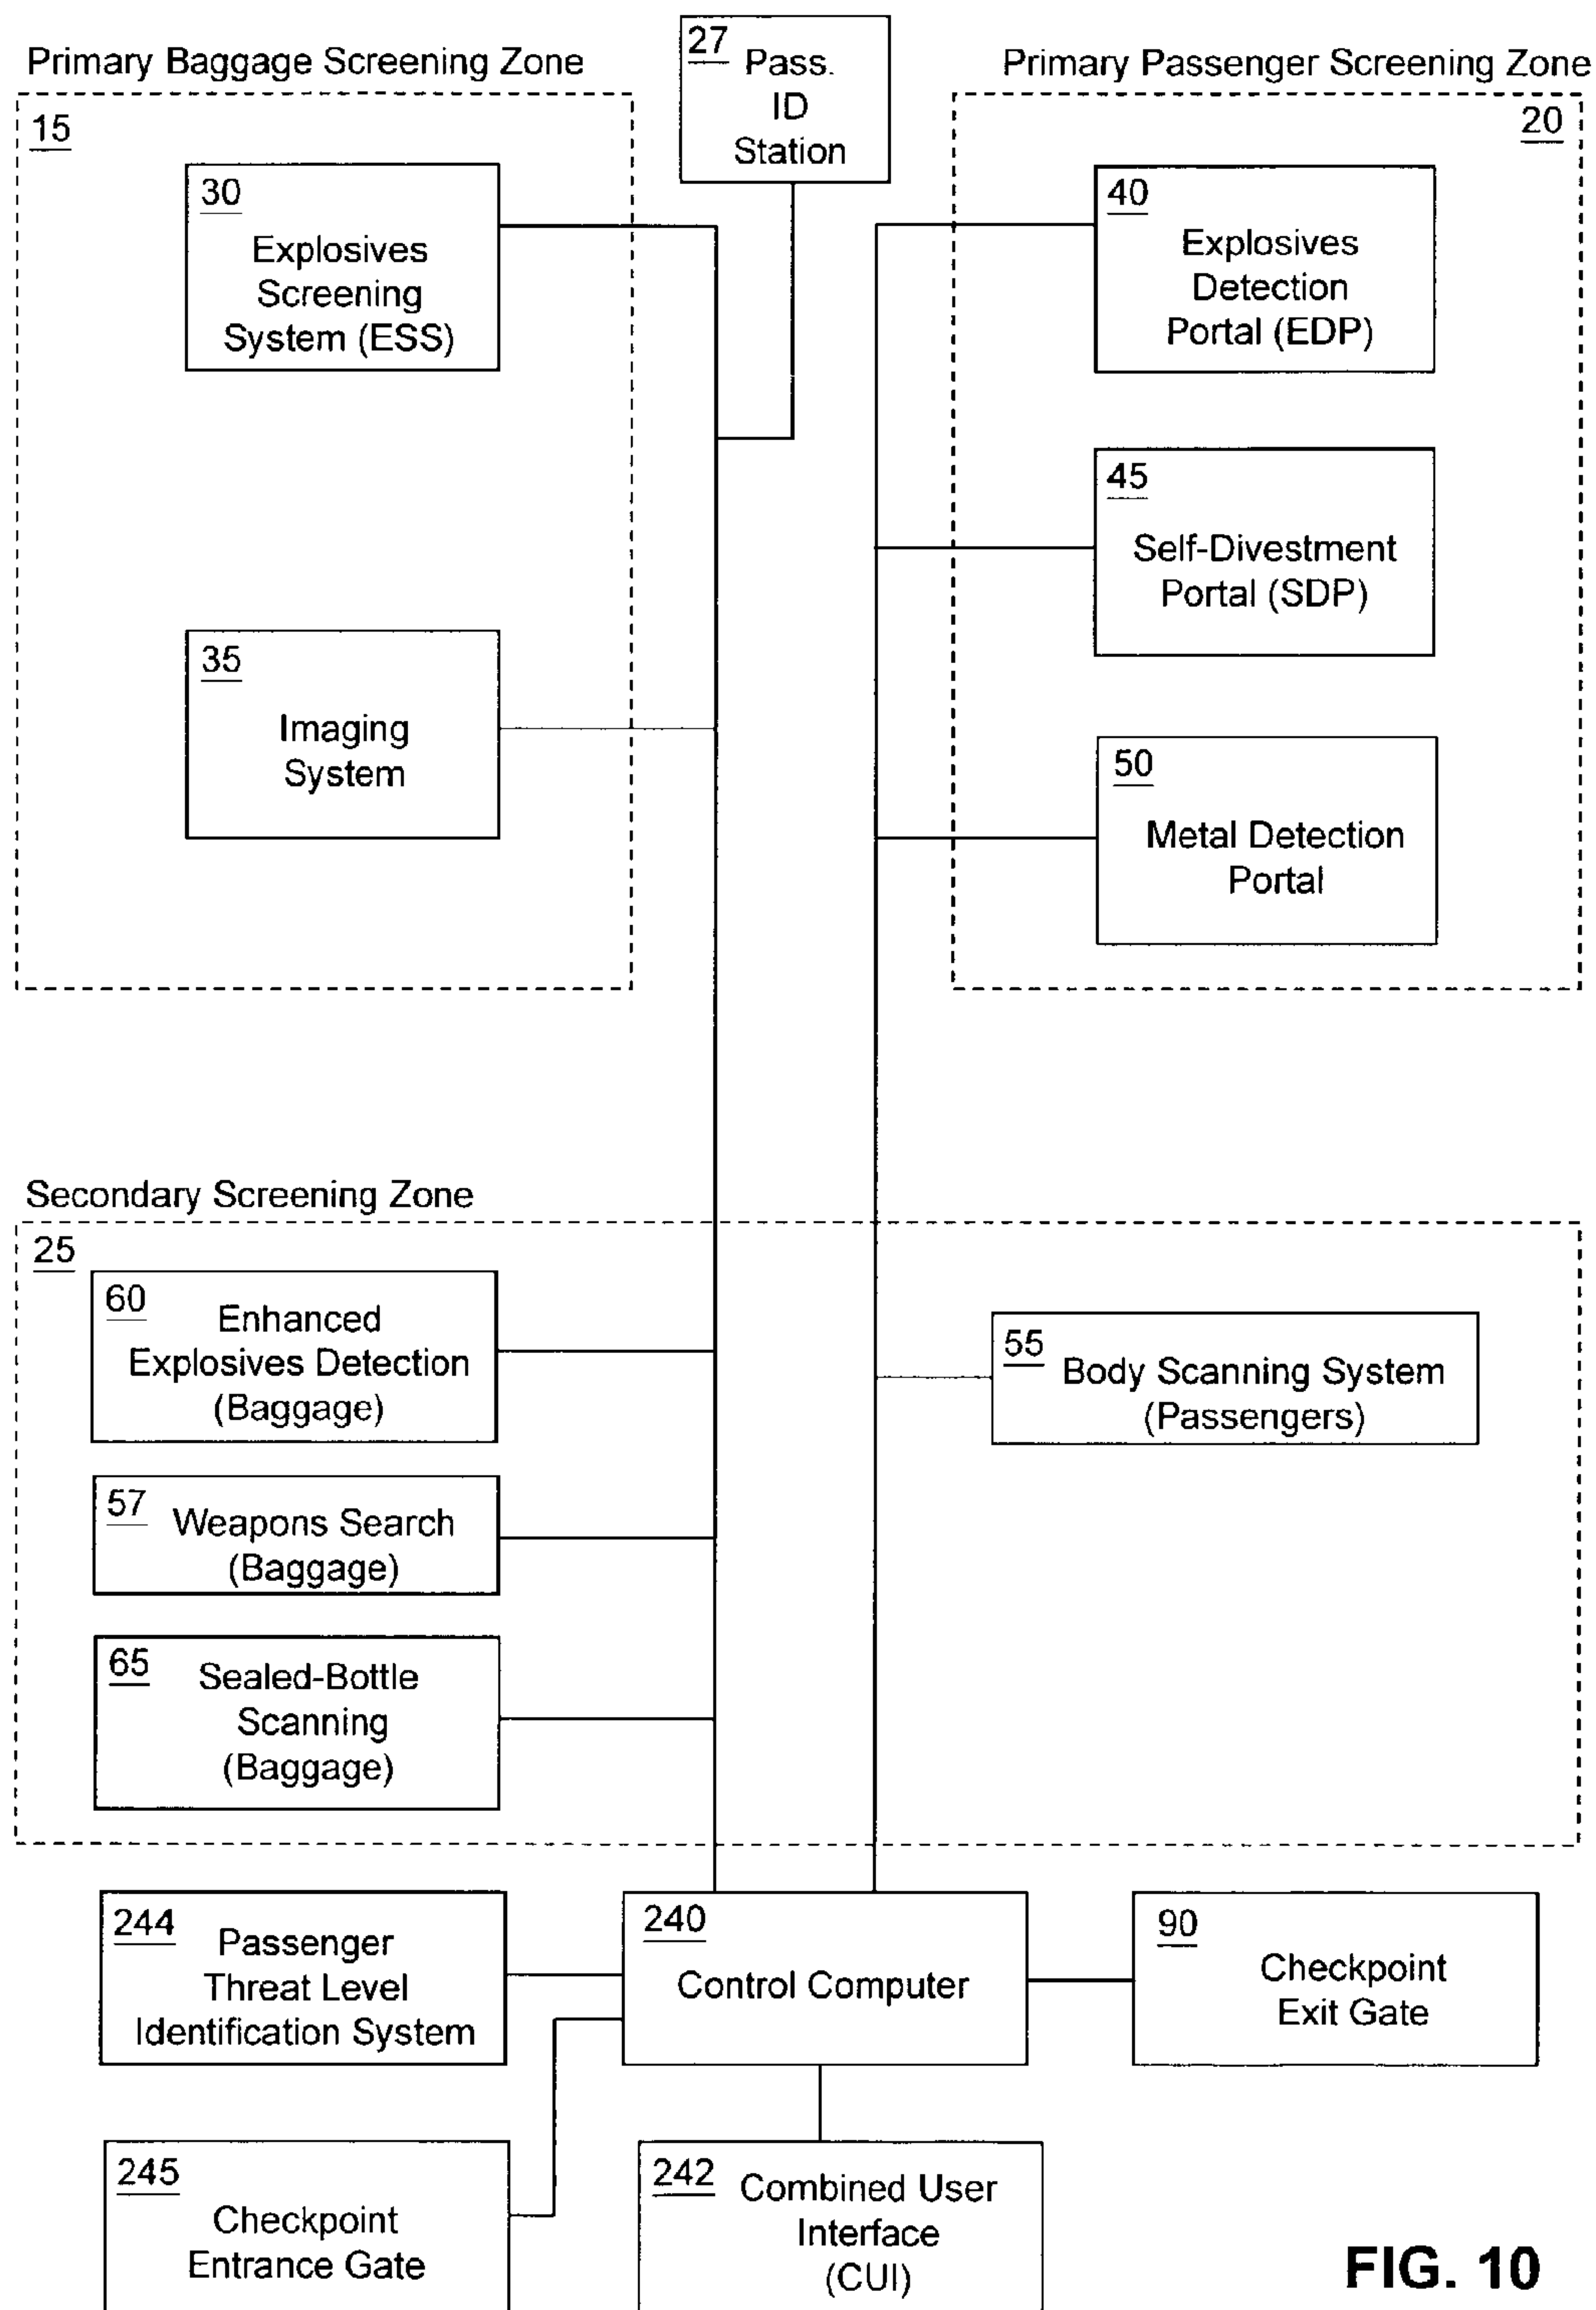 Primary Baggage Screening Zone
27 Pass.
ID
Station
Primary Passenger Screening Zone
15
20
30
Explosives
Screening
System (ESS)
40
Explosives
Detection
Portal (EDP)
45
Self-Divestment
Portal (SDP)
35
Imaging
System
50
Metal Detection
Portal
Secondary Screening Zone
25
60
Enhanced
Explosives Detection
(Baggage)
55
Body Scanning System
(Passengers)
57
Weapons Search
(Baggage)
65
Sealed-Bottle
Scanning
(Baggage)
244
Passenger
Threat Level
Identification System
240
Control Computer
90
Checkpoint
Exit Gate
245
Checkpoint
Entrance Gate
242
Combined User
Interface
(CUI)
FIG. 10